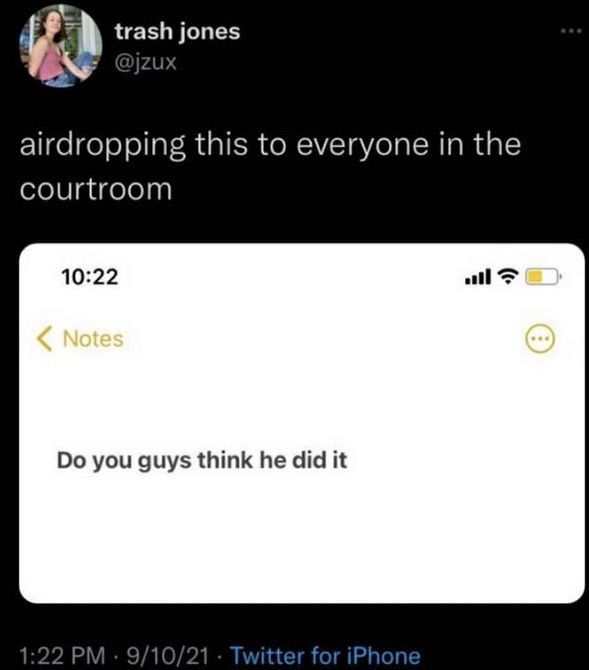 trash jones
@jzux
airdropping this to everyone in the
courtroom
10:22
Notes
Do you guys think he did it
1:22 PM · 9/10/21 · Twitter for iPhone